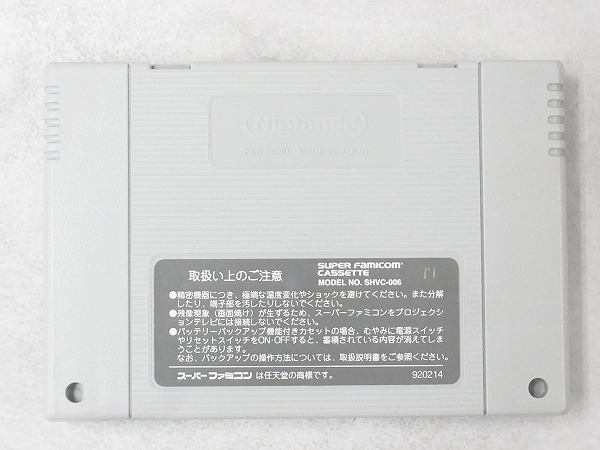 Nintendo
取扱い上のご注意
SUPER FAMICOM
CASSETTE
MODEL NO. SHVC-006
●精密機器につき、極端な温度変化やショックを避けてください。また分解
したり、端子部を汚したりしないでください。
●残像現象（画面焼け）が生ずるため、スーパーファミコンをプロジェクシ
ョンテレビには接続しないでください。
●バッテリーバックアップ機能付きカセットの場合、むやみに電源スイッチ
やリセットスイッチをON・OFFすると、蓄積されている内容が消えてしま
うことがあります。
なお、バックアップの操作方法については、取扱説明書をご参照ください。
スーパーファミコンは任天堂の商標です。
920214